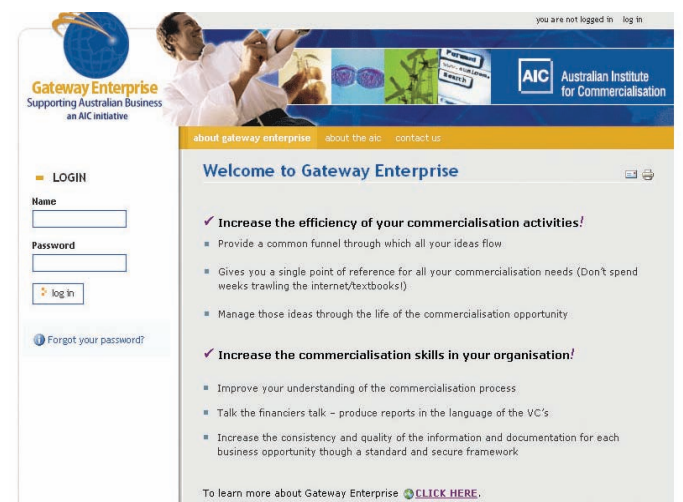 you are not logged in log in
Gateway Enterprise
Supporting Australian Business
an AIC initiative
Forward
Search
AIC
Australian Institute
for Commercialisation
about gateway enterprise about the aic contact us
LOGIN
Name
Password
log in
Forgot your password?
Welcome to Gateway Enterprise
Increase the efficiency of your commercialisation activities!
Provide a common funnel through which all your ideas flow
Gives you a single point of reference for all your commercialisation needs (Don't spend
weeks trawling the internet/textbooks!)
Manage those ideas through the life of the commercialisation opportunity
Increase the commercialisation skills in your organisation!
Improve your understanding of the commercialisation process
Talk the financiers talk – produce reports in the language of the VC's
Increase the consistency and quality of the information and documentation for each
business opportunity though a standard and secure framework
To learn more about Gateway Enterprise CLICK HERE.